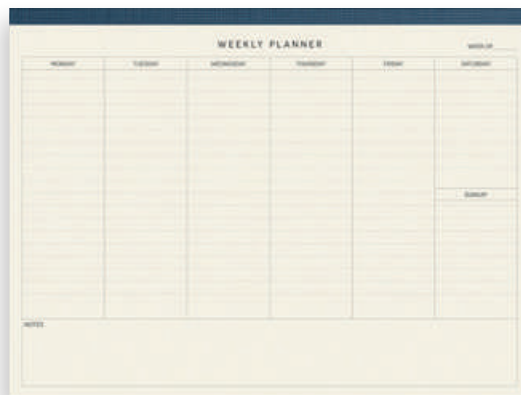 WEEKLY PLANNER
WEEK OF
MONDAY
TUESDAY
WEDNESDAY
THURSDAY
FRIDAY
SATURDAY
SUNDAY
NOTES